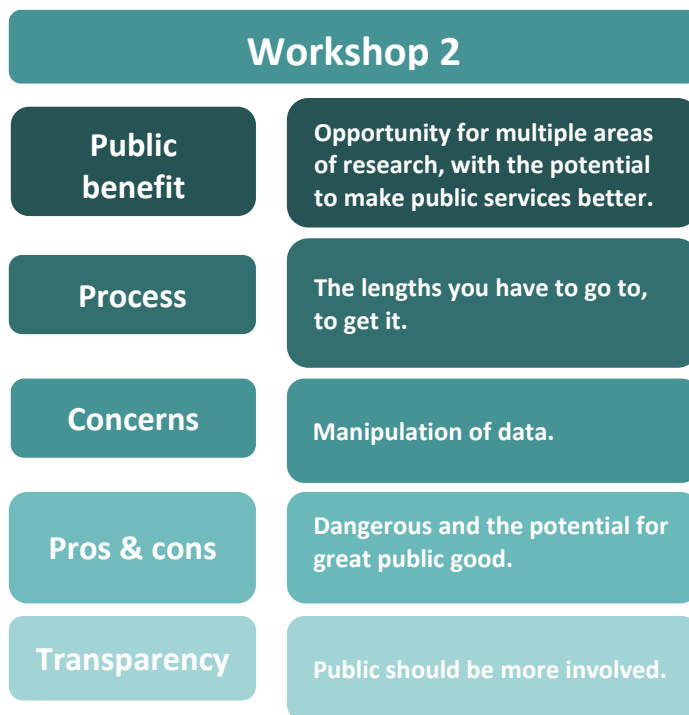 Workshop 2
Public
benefit
Opportunity for multiple areas
of research, with the potential
to make public services better.
Process
The lengths you have to go to,
to get it.
Concerns
Manipulation of data.
Pros & cons
Dangerous and the potential for
great public good.
Transparency
Public should be more involved.